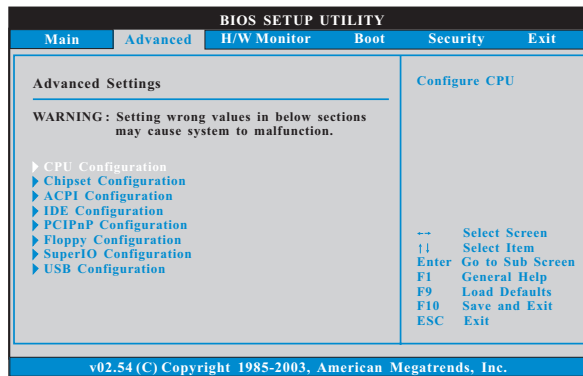 BIOS SETUP UTILITY
Main Advanced H/W Monitor Boot Security Exit
Advanced Settings
WARNING : Setting wrong values in below sections
may cause system to malfunction.
CPU Configuration
Chipset Configuration
ACPI Configuration
IDE Configuration
PCIPnP Configuration
Floppy Configuration
SuperIO Configuration
USB Configuration
Configure CPU
←→ Select Screen
↑↓ Select Item
Enter Go to Sub Screen
F1 General Help
F9 Load Defaults
F10 Save and Exit
ESC Exit
v02.54 (C) Copyright 1985-2003, American Megatrends, Inc.